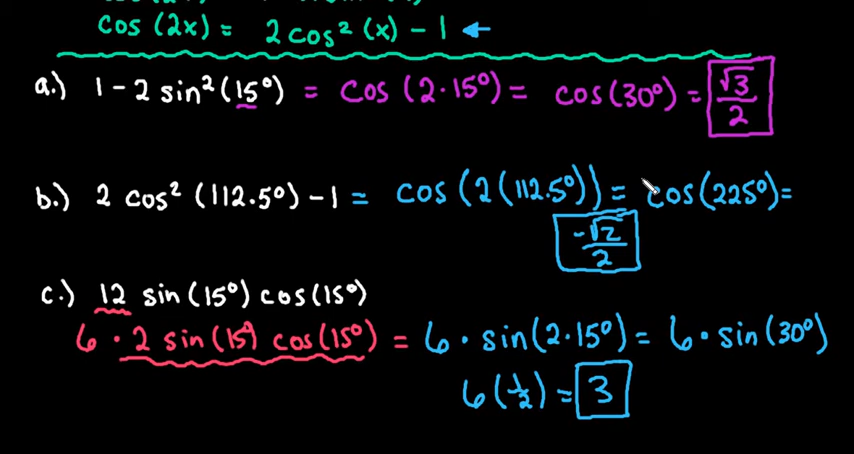 cos(2x) = 2cos²(x) - 1
a.) 1 - 2 sin²(15°) = cos(2·15°) = cos(30°) = √3/2
b.) 2 cos²(112.5°) - 1 = cos(2(112.5°)) = cos(225°) =
-√2/2
c.) 12 sin(15°) cos(15°)
6 · 2 sin(15°) cos(15°) = 6 · sin(2·15°) = 6 · sin(30°)
6(1/2) = 3